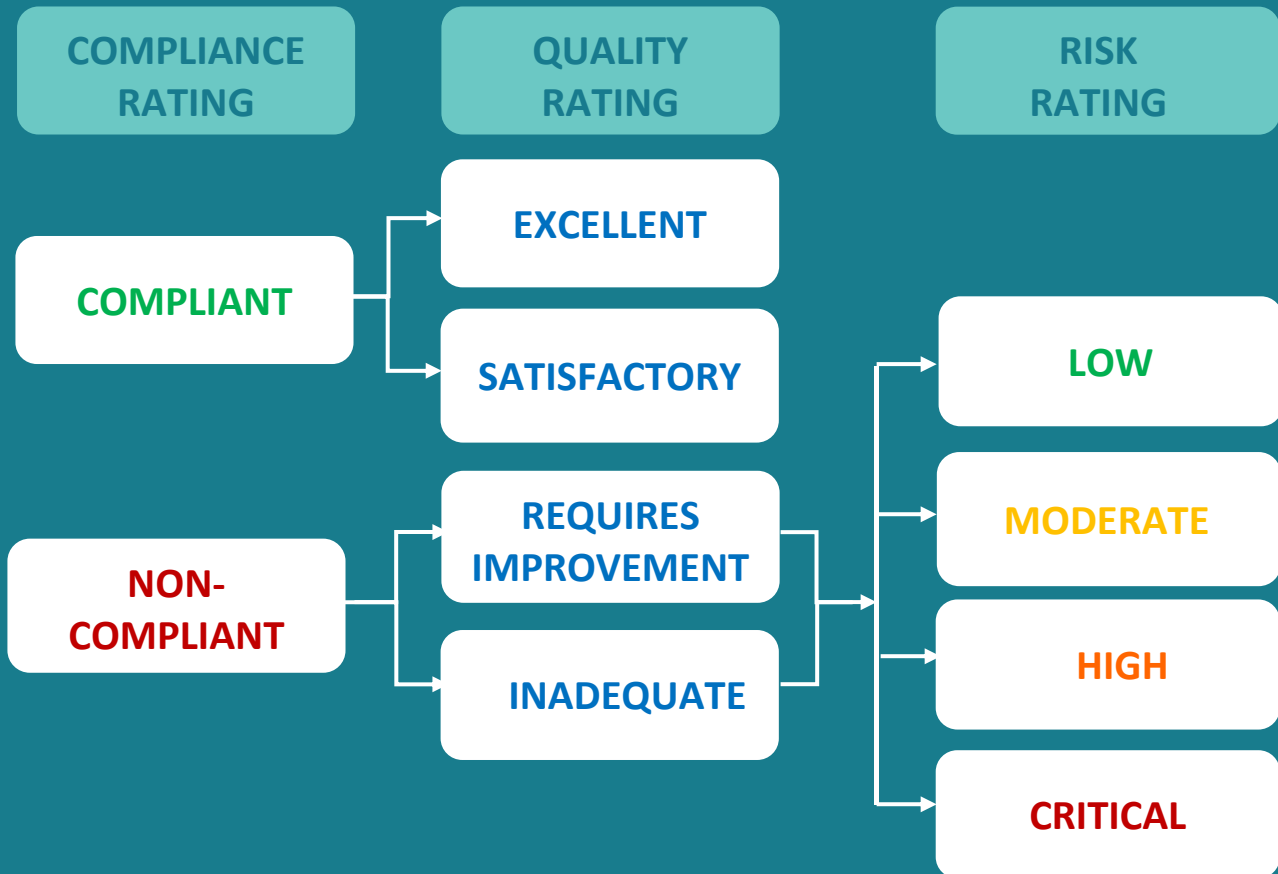 COMPLIANCE
RATING
QUALITY
RATING
RISK
RATING
COMPLIANT
EXCELLENT
SATISFACTORY
NON-
COMPLIANT
REQUIRES
IMPROVEMENT
INADEQUATE
LOW
MODERATE
HIGH
CRITICAL